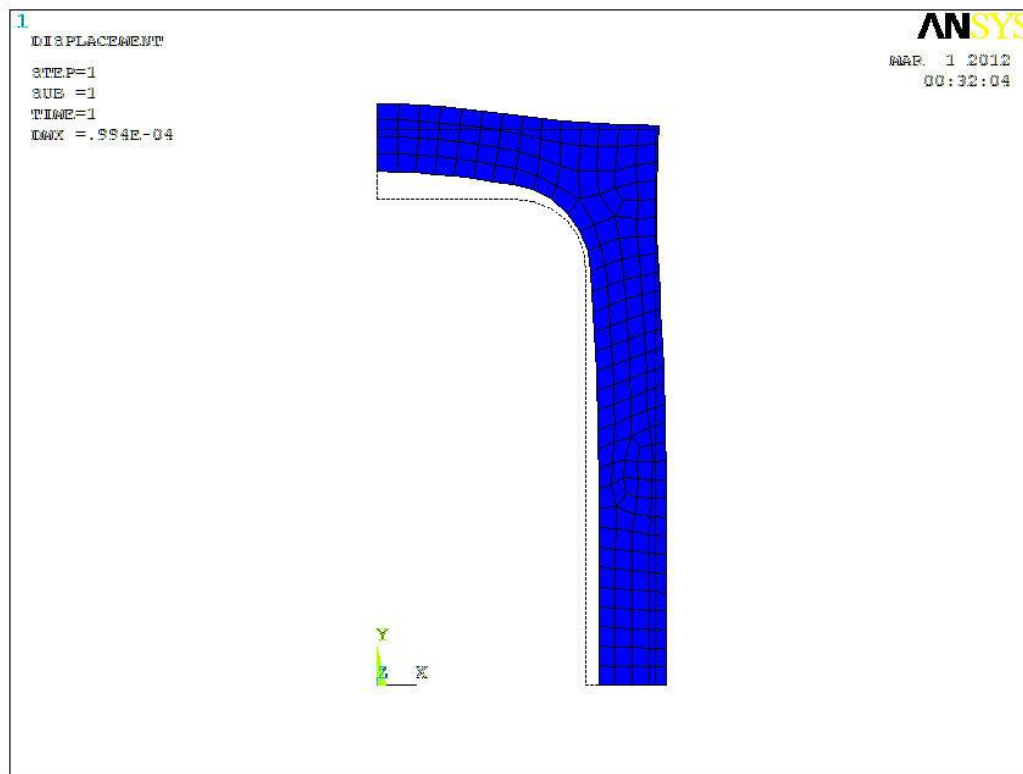 1
DISPLACEMENT
STEP=1
SUB =1
TIME=1
DMX =.994E-04
ANSYS
MAR 1 2012
00:32:04
Y
Z X